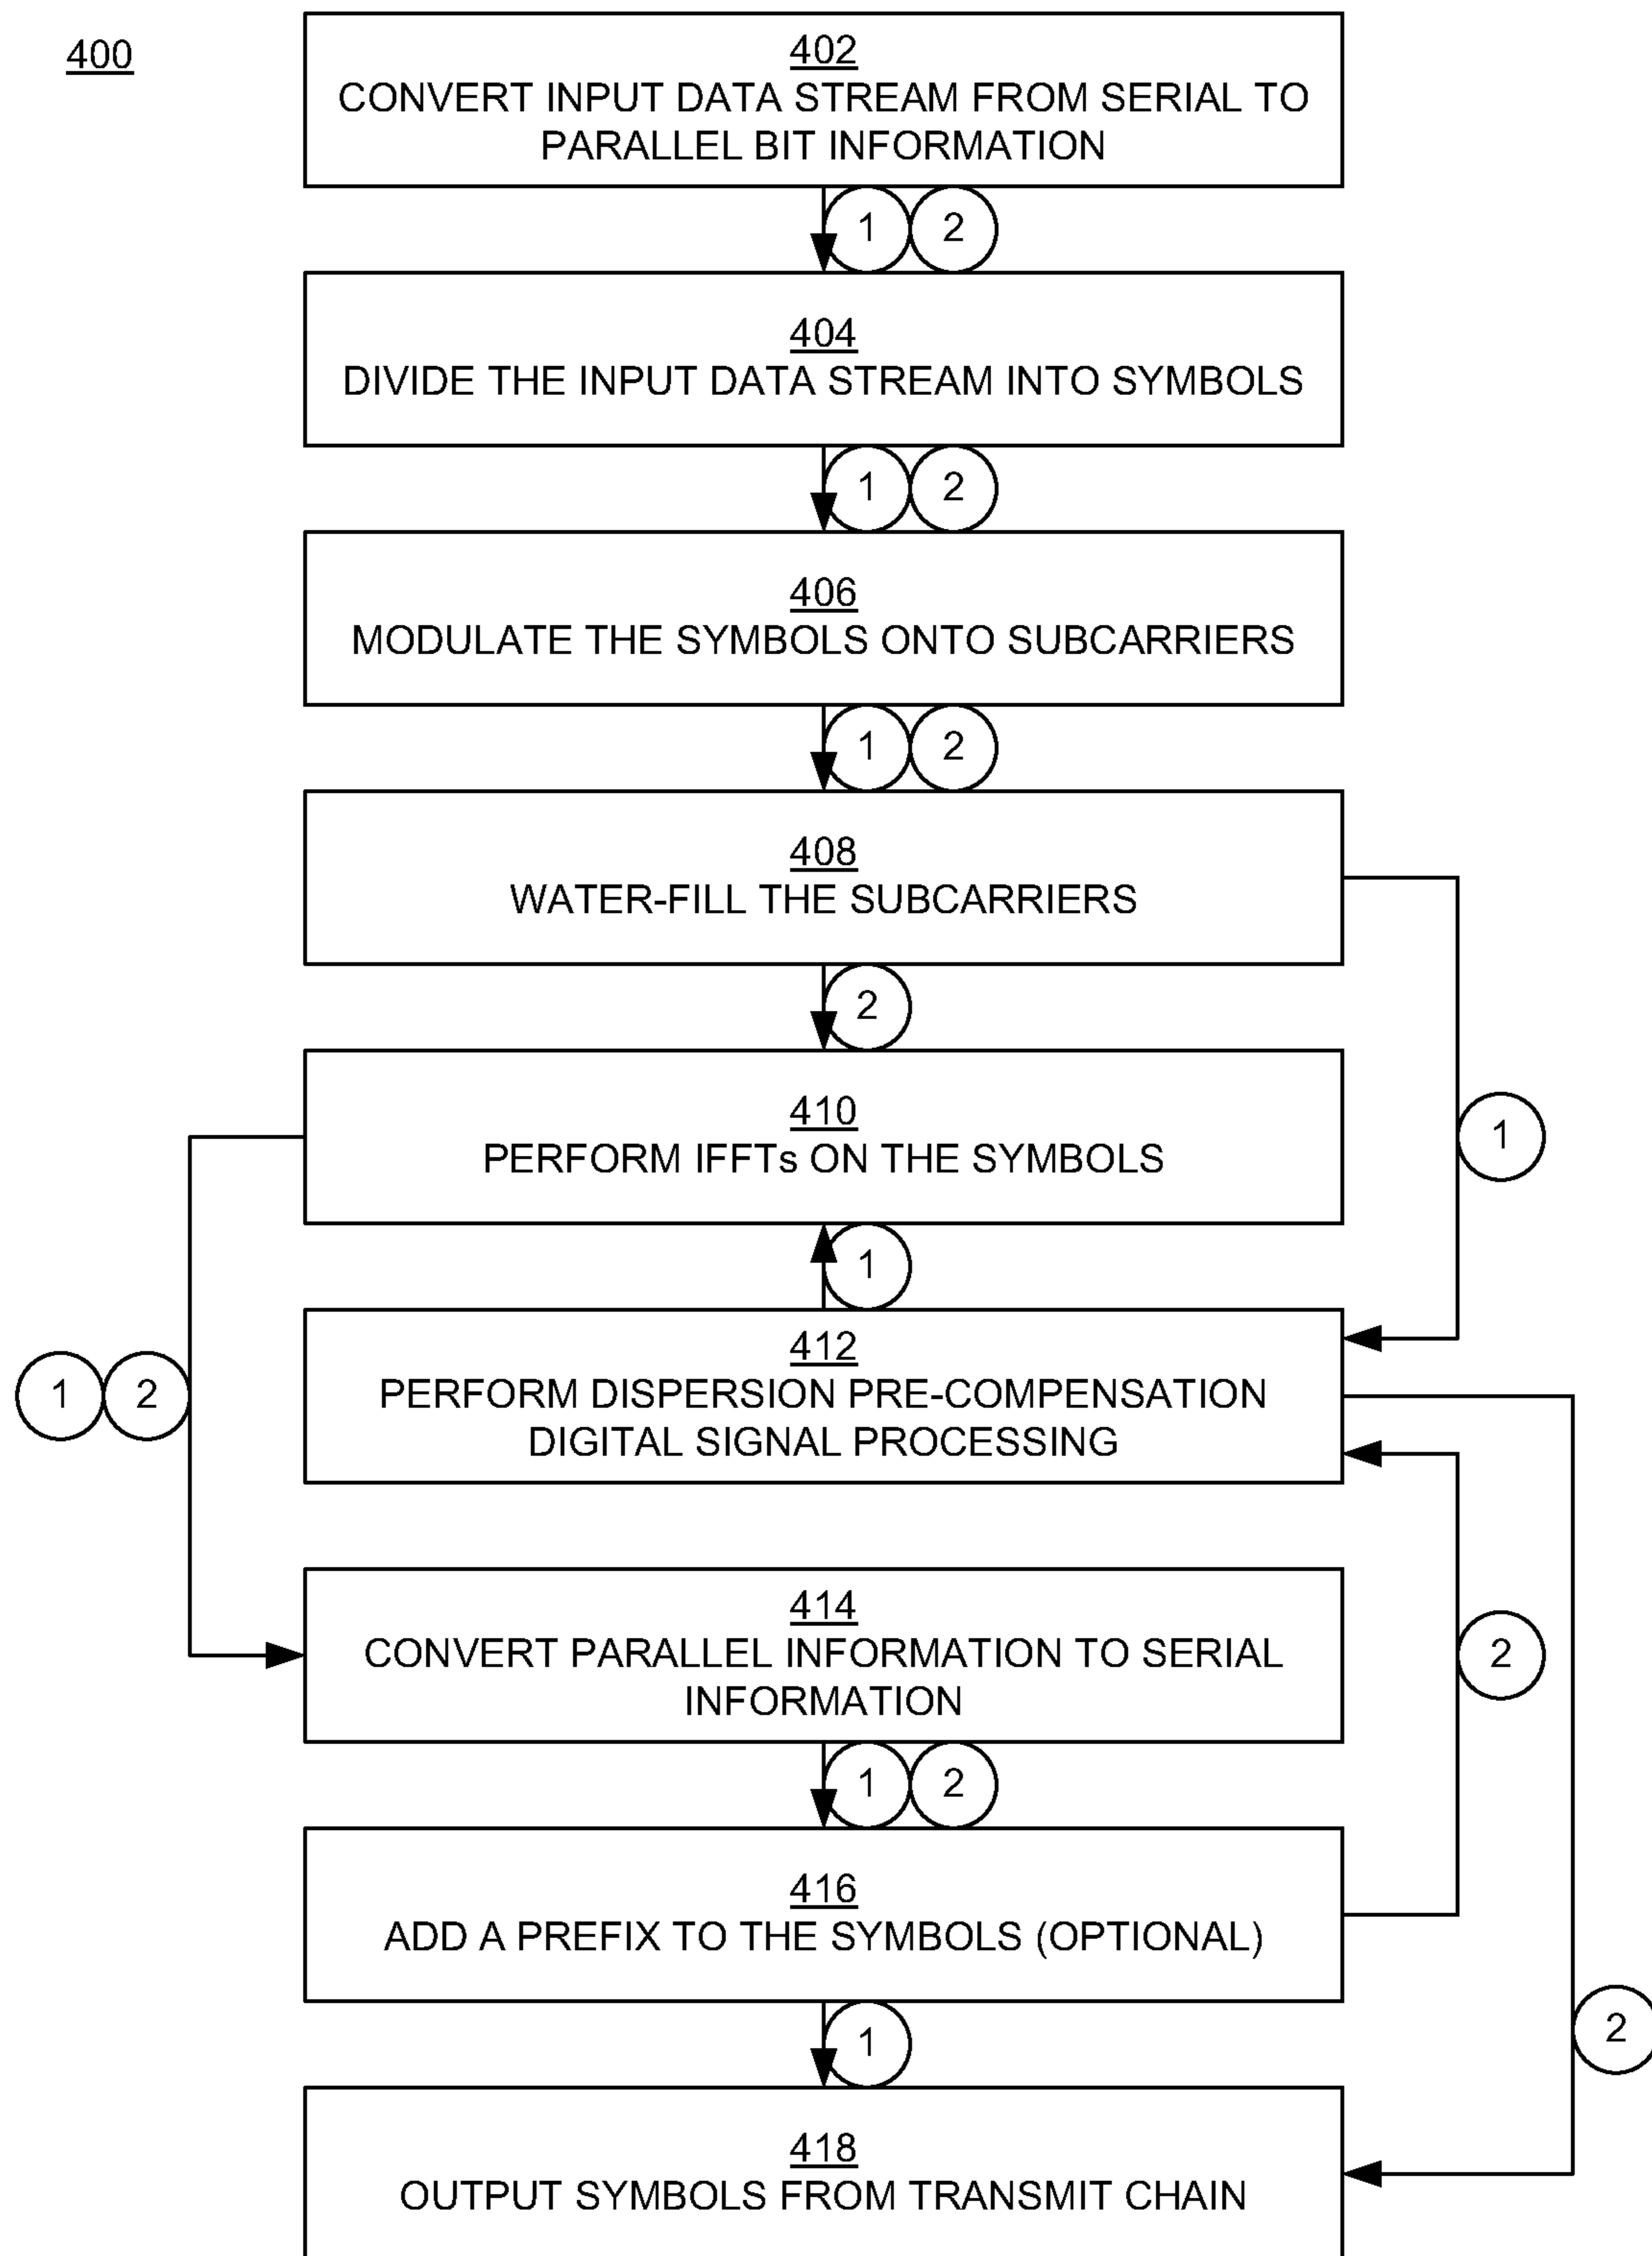 400
402
CONVERT INPUT DATA STREAM FROM SERIAL TO
PARALLEL BIT INFORMATION
1 2
404
DIVIDE THE INPUT DATA STREAM INTO SYMBOLS
1 2
406
MODULATE THE SYMBOLS ONTO SUBCARRIERS
1 2
408
WATER-FILL THE SUBCARRIERS
2
410
PERFORM IFFTs ON THE SYMBOLS
1
1
412
PERFORM DISPERSION PRE-COMPENSATION
DIGITAL SIGNAL PROCESSING
1 2
414
CONVERT PARALLEL INFORMATION TO SERIAL
INFORMATION
2
1 2
416
ADD A PREFIX TO THE SYMBOLS (OPTIONAL)
1
2
418
OUTPUT SYMBOLS FROM TRANSMIT CHAIN